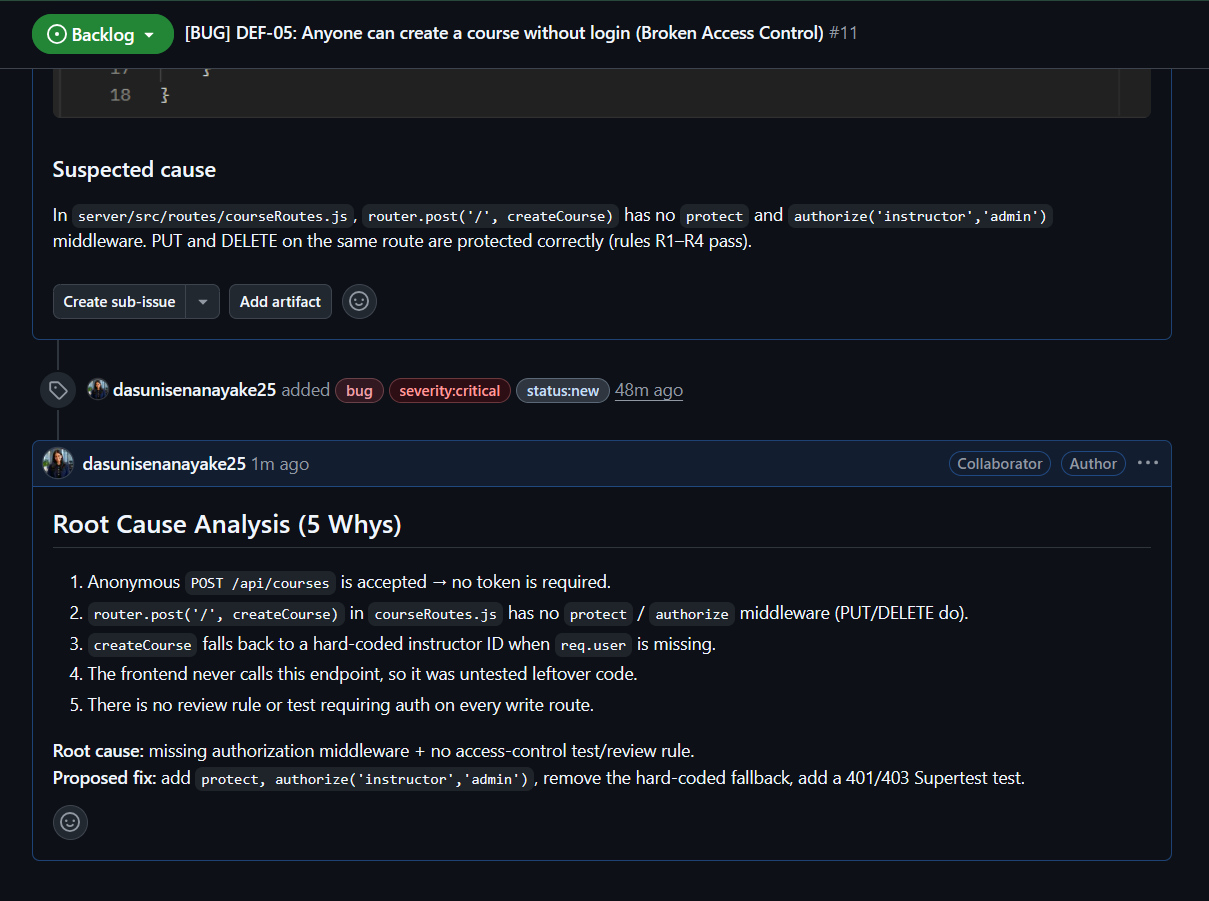 Backlog
[BUG] DEF-05: Anyone can create a course without login (Broken Access Control) #11
17 }
18 }
Suspected cause
In server/src/routes/courseRoutes.js, router.post('/', createCourse) has no protect and authorize('instructor','admin')
middleware. PUT and DELETE on the same route are protected correctly (rules R1–R4 pass).
Create sub-issue
Add artifact
dasunisenanayake25 added bug severity:critical status:new 48m ago
dasunisenanayake25 1m ago
Collaborator
Author
Root Cause Analysis (5 Whys)
1. Anonymous POST /api/courses is accepted → no token is required.
2. router.post('/', createCourse) in courseRoutes.js has no protect / authorize middleware (PUT/DELETE do).
3. createCourse falls back to a hard-coded instructor ID when req.user is missing.
4. The frontend never calls this endpoint, so it was untested leftover code.
5. There is no review rule or test requiring auth on every write route.
Root cause: missing authorization middleware + no access-control test/review rule.
Proposed fix: add protect, authorize('instructor','admin'), remove the hard-coded fallback, add a 401/403 Supertest test.